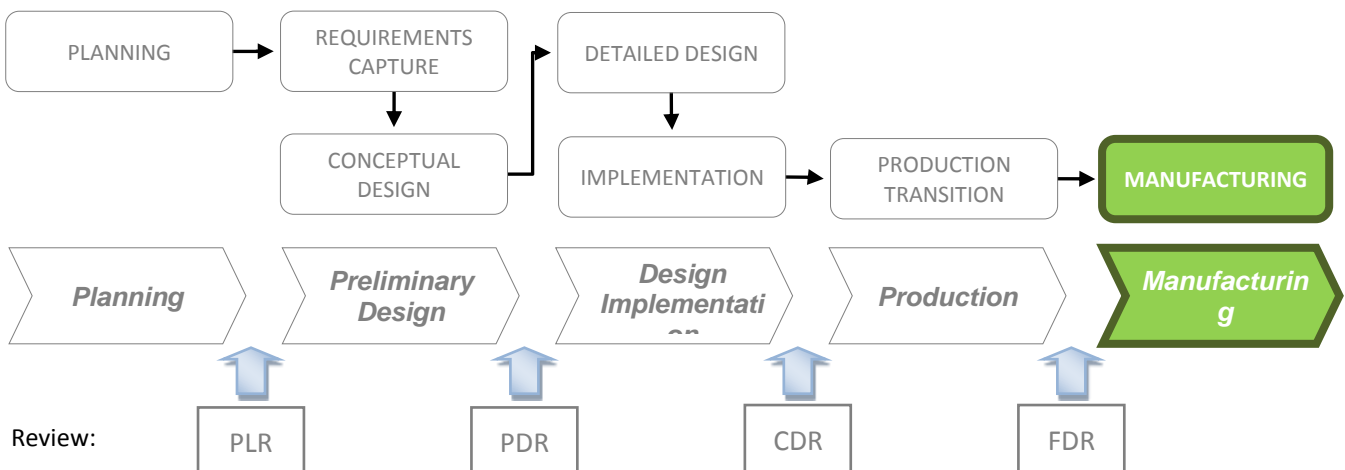 PLANNING
REQUIREMENTS
CAPTURE
DETAILED DESIGN
CONCEPTUAL
DESIGN
IMPLEMENTATION
PRODUCTION
TRANSITION
MANUFACTURING
Planning
Preliminary
Design
Design
Implementati
on
Production
Manufacturin
g
Review:
PLR
PDR
CDR
FDR